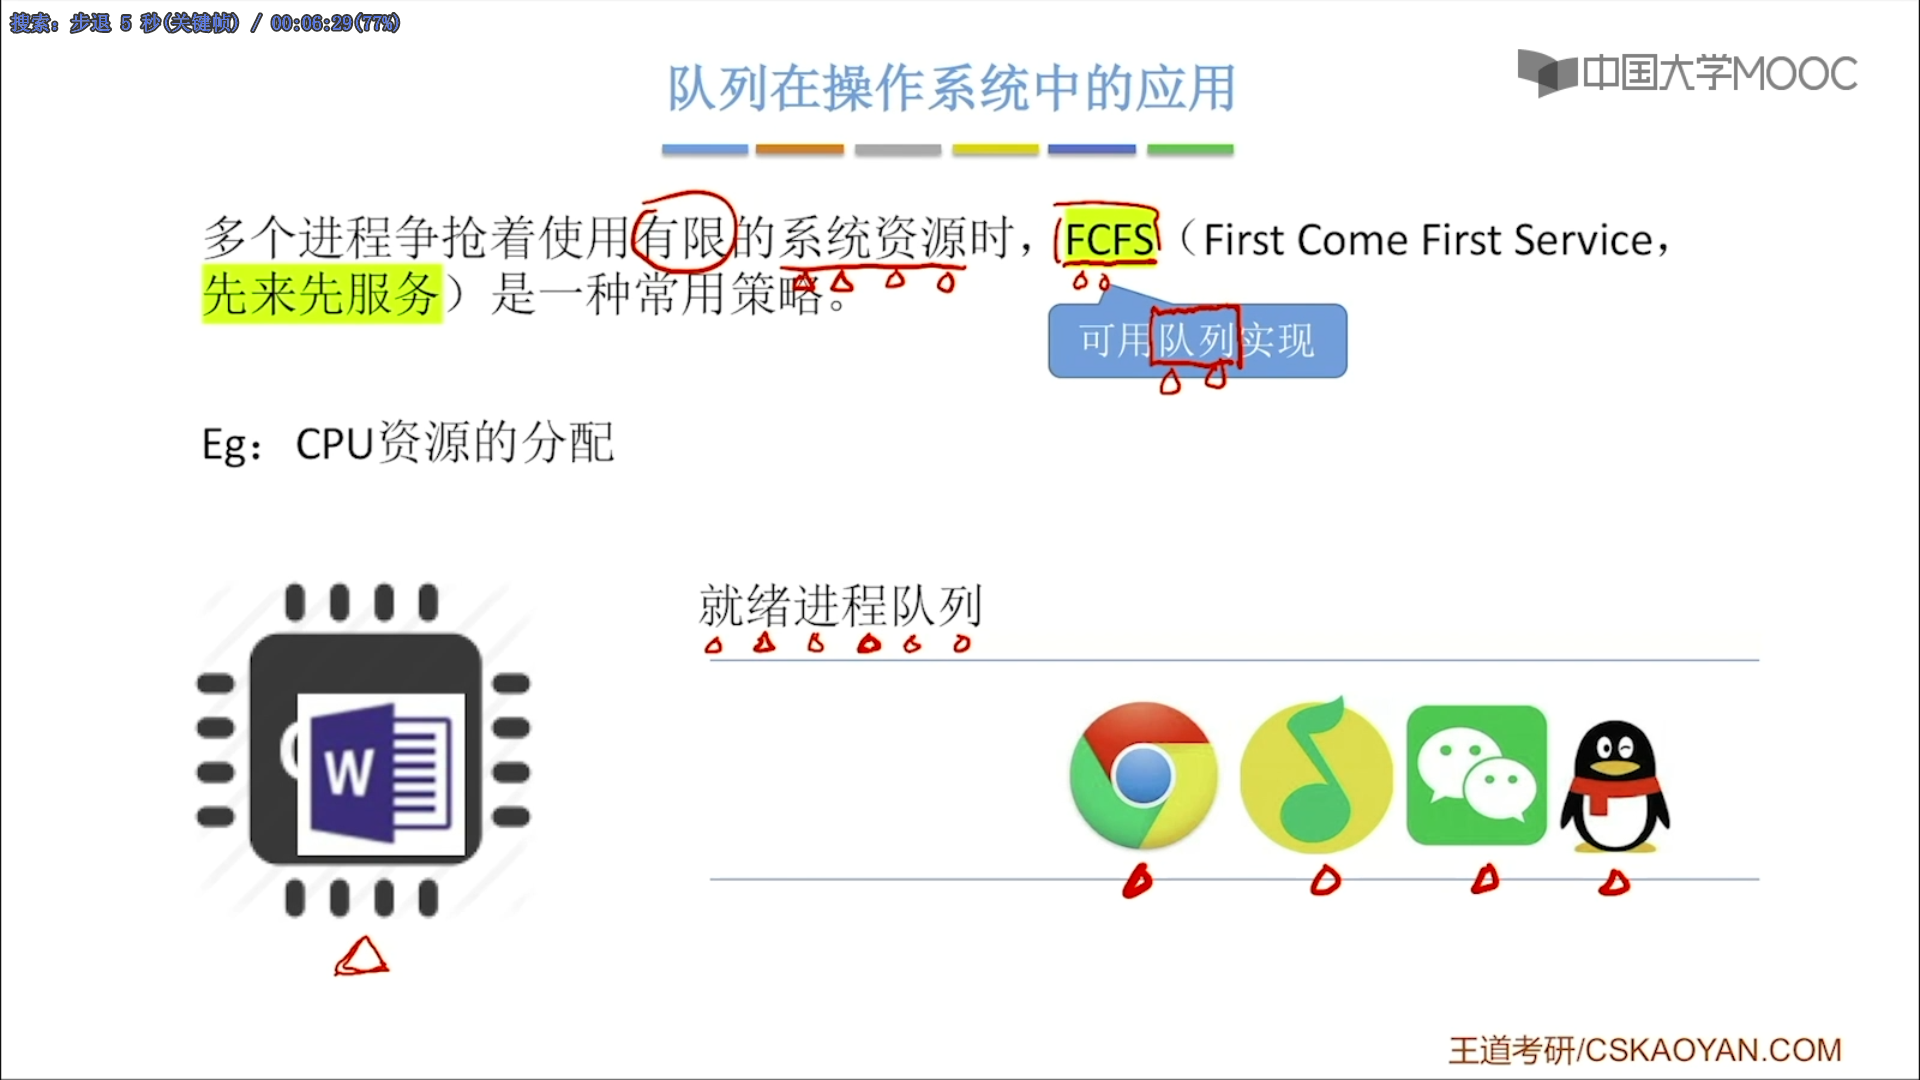 搜索: 步退 5 秒(关键帧) / 00:06:29(77%)
队列在操作系统中的应用
中国大学MOOC
多个进程争抢着使用有限的系统资源时，FCFS（First Come First Service，
先来先服务）是一种常用策略。
可用队列实现
Eg：CPU资源的分配
就绪进程队列
W
王道考研/CSKAOYAN.COM